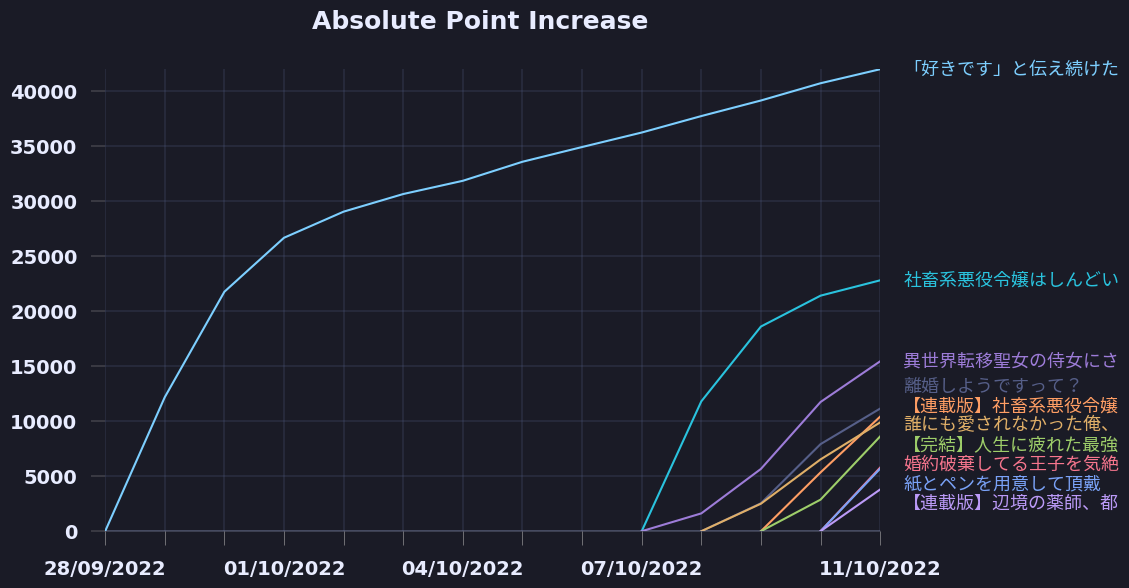 Absolute Point Increase
40000
35000
30000
25000
20000
15000
10000
5000
0
28/09/2022
01/10/2022
04/10/2022
07/10/2022
11/10/2022
「好きです」と伝え続けた
社畜系悪役令嬢はしんどい
異世界転移聖女の侍女にさ
離婚しようですって？
【連載版】社畜系悪役令嬢
誰にも愛されなかった俺、
【完結】人生に疲れた最強
婚約破棄してる王子を気絶
紙とペンを用意して頂戴
【連載版】辺境の薬師、都